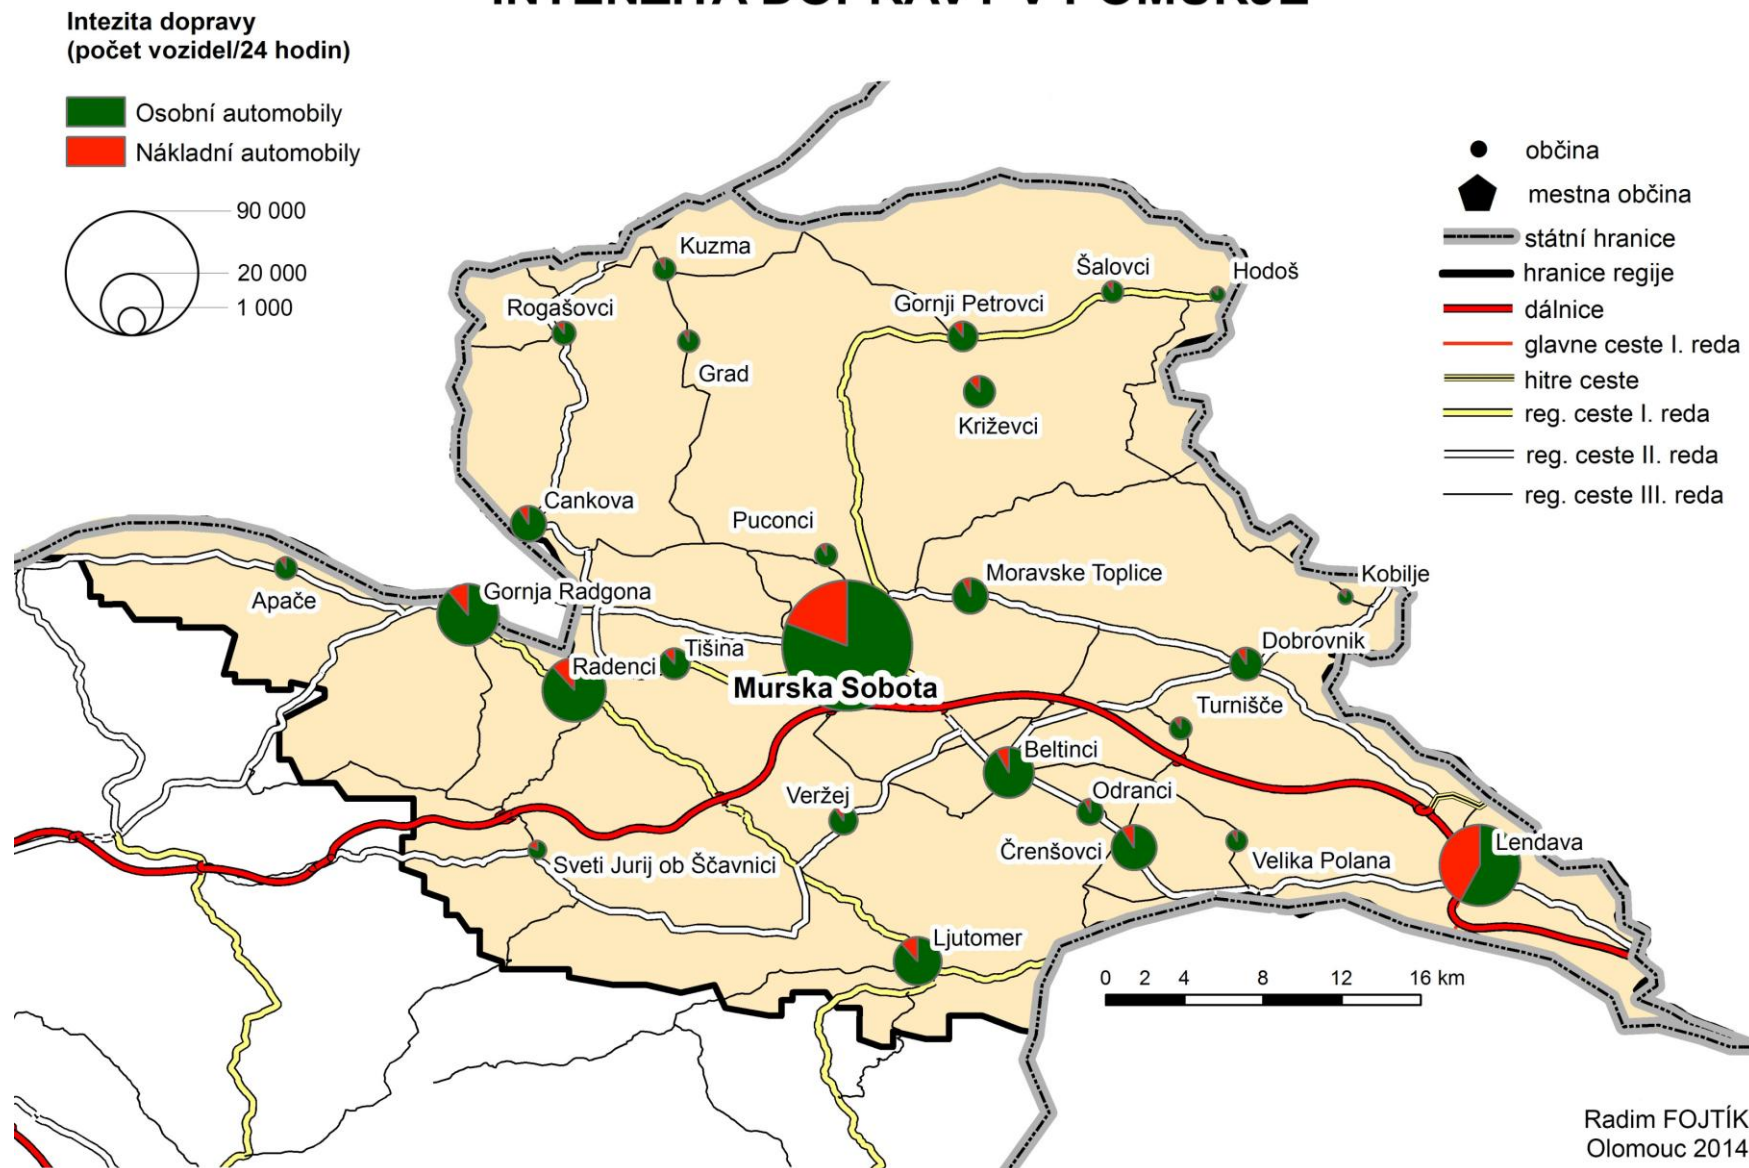 INTENZITA DOPRAVY V POMURJE
Intezita dopravy
(počet vozidel/24 hodin)
Osobní automobily
Nákladní automobily
90 000
20 000
1 000
občina
mestna občina
státní hranice
hranice regije
dálnice
glavne ceste I. reda
hitre ceste
reg. ceste I. reda
reg. ceste II. reda
reg. ceste III. reda
Kuzma
Šalovci
Hodoš
Rogašovci
Gornji Petrovci
Grad
Križevci
Cankova
Puconci
Moravske Toplice
Kobilje
Apače
Gornja Radgona
Tišina
Dobrovnik
Radenci
Murska Sobota
Turnišče
Beltinci
Veržej
Odranci
Črenšovci
Velika Polana
Lendava
Sveti Jurij ob Ščavnici
Ljutomer
0 2 4 8 12 16 km
Radim FOJTÍK
Olomouc 2014